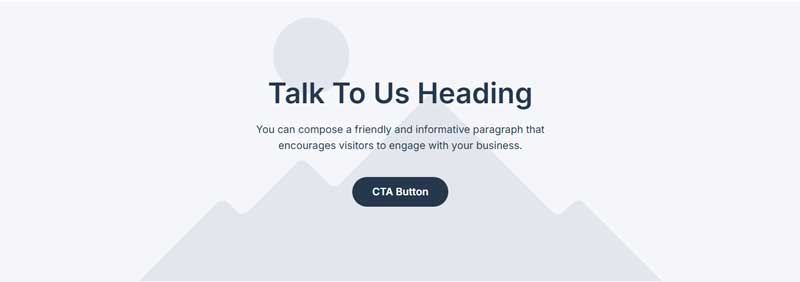 Talk To Us Heading
You can compose a friendly and informative paragraph that
encourages visitors to engage with your business.
CTA Button